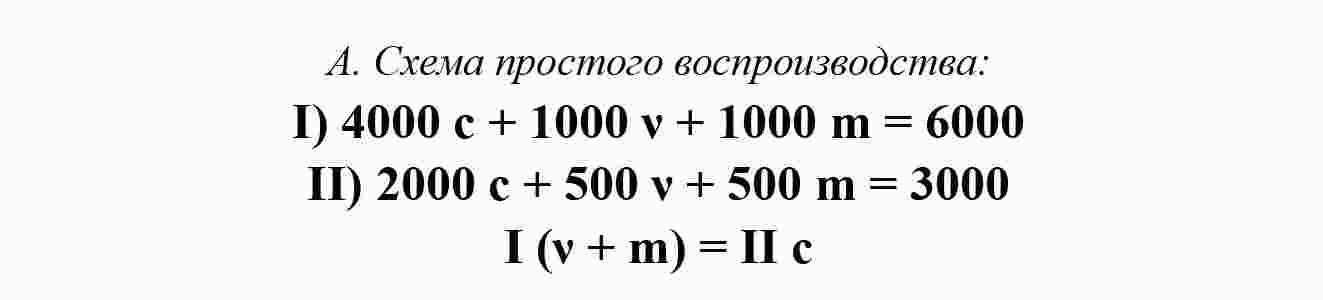 А. Схема простого воспроизводства:
I) 4000 c + 1000 v + 1000 m = 6000
II) 2000 c + 500 v + 500 m = 3000
I (v + m) = II c